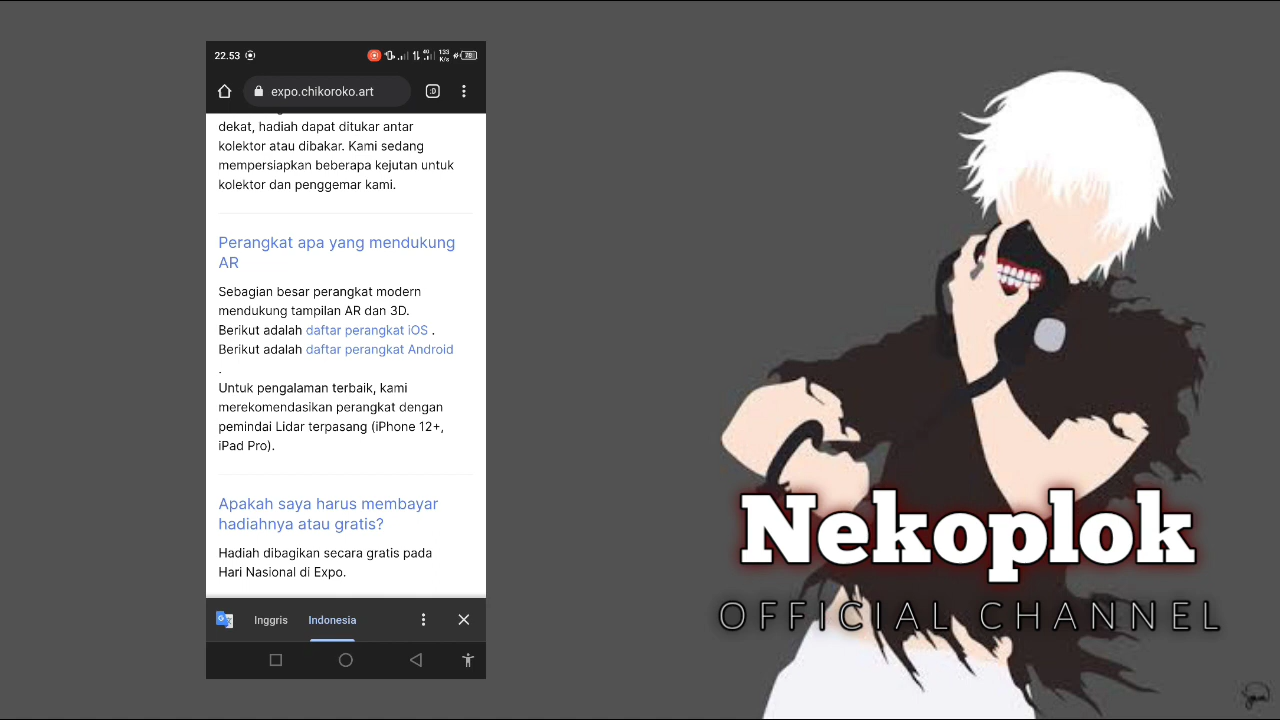 22.53
4G
133
K/s
78
expo.chikoroko.art
:D
dekat, hadiah dapat ditukar antar
kolektor atau dibakar. Kami sedang
mempersiapkan beberapa kejutan untuk
kolektor dan penggemar kami.
Perangkat apa yang mendukung
AR
Sebagian besar perangkat modern
mendukung tampilan AR dan 3D.
Berikut adalah daftar perangkat iOS .
Berikut adalah daftar perangkat Android
.
Untuk pengalaman terbaik, kami
merekomendasikan perangkat dengan
pemindai Lidar terpasang (iPhone 12+,
iPad Pro).
Apakah saya harus membayar
hadiahnya atau gratis?
Hadiah dibagikan secara gratis pada
Hari Nasional di Expo.
Inggris Indonesia
Nekoplok
OFFICIAL CHANNEL